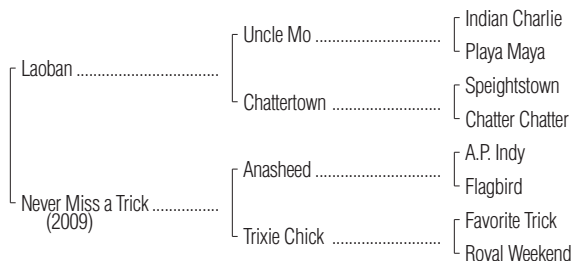 Indian Charlie
Uncle Mo
Playa Maya
Laoban
Speightstown
Chattertown
Chatter Chatter
A.P. Indy
Anasheed
Flagbird
Never Miss a Trick
(2009)
Favorite Trick
Trixie Chick
Royal Weekend